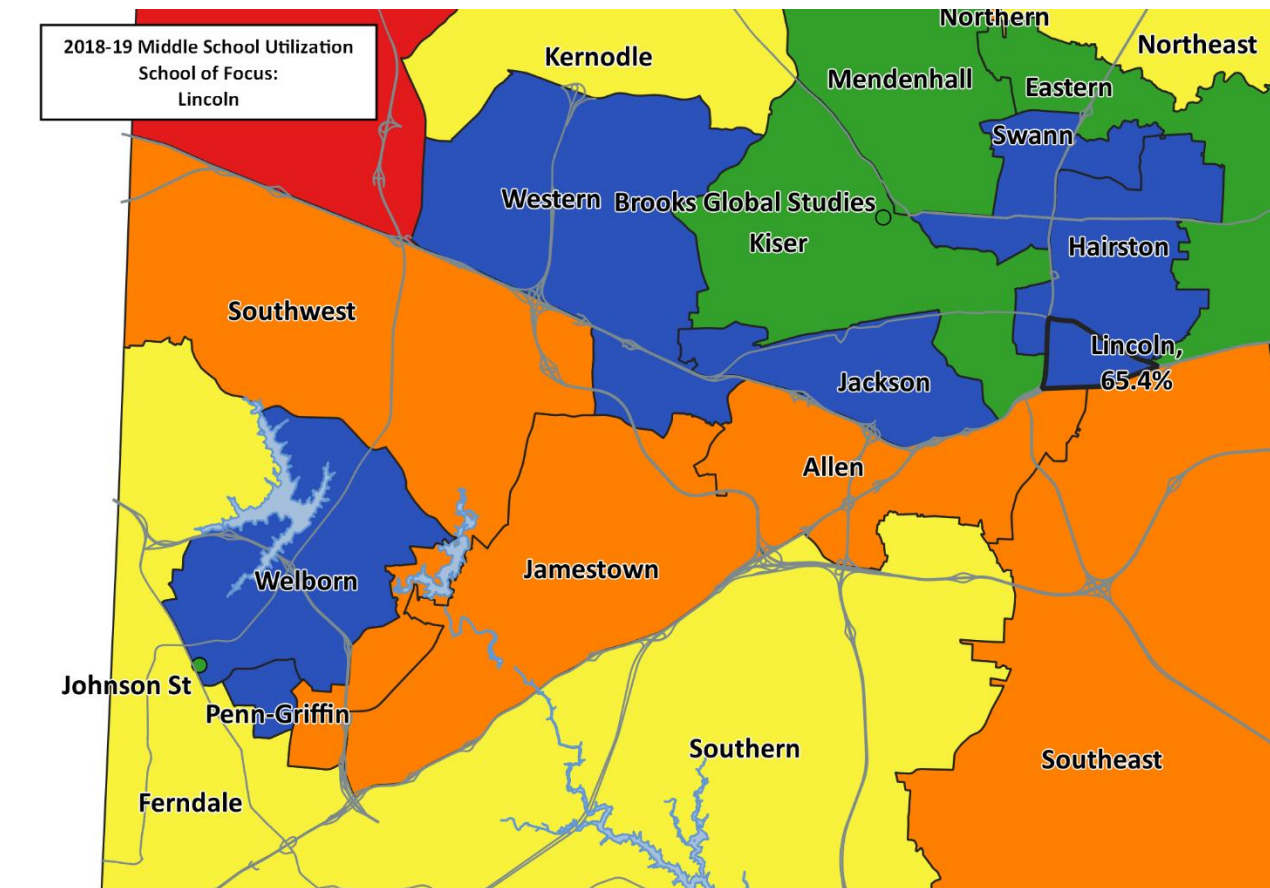 2018-19 Middle School Utilization
School of Focus:
Lincoln
Northern
Northeast
Kernodle
Mendenhall
Eastern
Swann
Western
Brooks Global Studies
Kiser
Hairston
Southwest
Lincoln,
65.4%
Jackson
Allen
Jamestown
Welborn
Johnson St
Penn-Griffin
Southern
Southeast
Ferndale